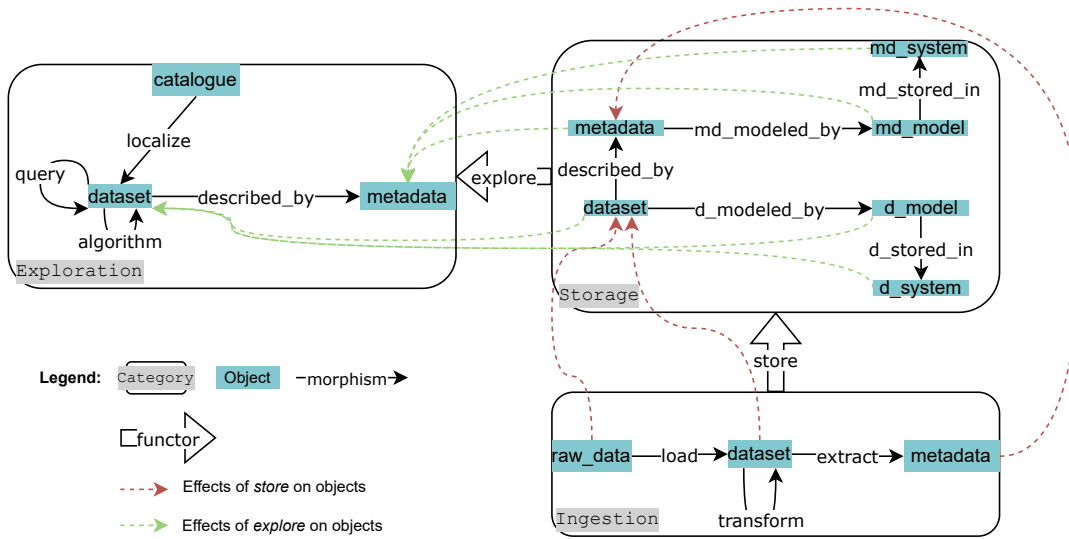 catalogue
localize
query
dataset
described_by
metadata
algorithm
Exploration
explore
md_system
md_stored_in
metadata
md_modeled_by
md_model
described_by
dataset
d_modeled_by
d_model
d_stored_in
d_system
Storage
store
raw_data
load
dataset
extract
metadata
transform
Ingestion
Legend:
Category
Object
morphism
functor
Effects of store on objects
Effects of explore on objects